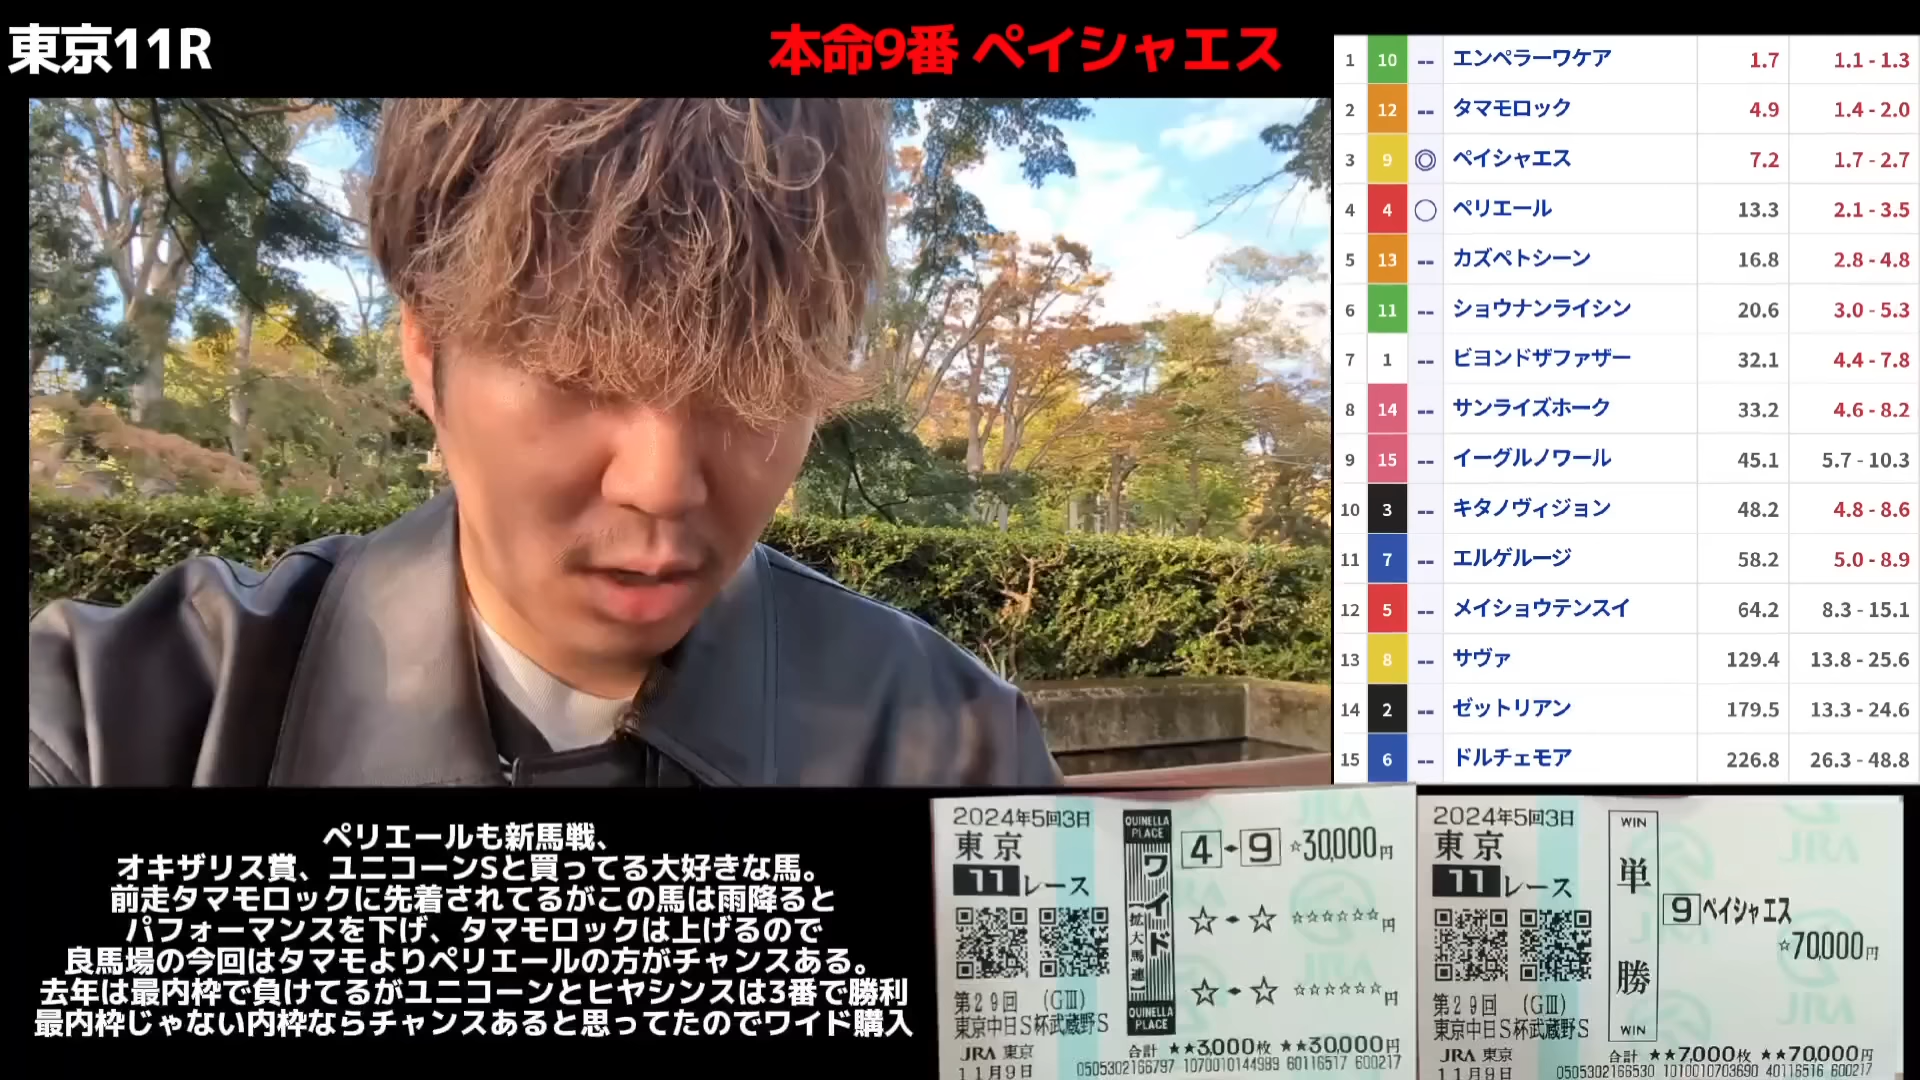 東京11R
本命9番 ペイシャエス
1 10 -- エンペラーワケア 1.7 1.1 - 1.3
2 12 -- タマモロック 4.9 1.4 - 2.0
3 9 ◎ ペイシャエス 7.2 1.7 - 2.7
4 4 ○ ペリエール 13.3 2.1 - 3.5
5 13 -- カズペトシーン 16.8 2.8 - 4.8
6 11 -- ショウナンライシン 20.6 3.0 - 5.3
7 1 -- ビヨンドザファザー 32.1 4.4 - 7.8
8 14 -- サンライズホーク 33.2 4.6 - 8.2
9 15 -- イーグルノワール 45.1 5.7 - 10.3
10 3 -- キタノヴィジョン 48.2 4.8 - 8.6
11 7 -- エルゲルージ 58.2 5.0 - 8.9
12 5 -- メイショウテンスイ 64.2 8.3 - 15.1
13 8 -- サヴァ 129.4 13.8 - 25.6
14 2 -- ゼットリアン 179.5 13.3 - 24.6
15 6 -- ドルチェモア 226.8 26.3 - 48.8
ペリエールも新馬戦、
オキザリス賞、ユニコーンSと買ってる大好きな馬。
前走タマモロックに先着されてるがこの馬は雨降ると
パフォーマンスを下げ、タマモロックは上げるので
良馬場の今回はタマモよりペリエールの方がチャンスある。
去年は最内枠で負けてるがユニコーンとヒヤシンスは3番で勝利
最内枠じゃない内枠ならチャンスあると思ってたのでワイド購入
2024年5回3日
東京
11レース
QUINELLA
PLACE
ワイド
【拡大馬連】
QUINELLA
PLACE
4-9 ☆30,000円
☆-☆ ☆☆☆☆☆☆円
☆-☆ ☆☆☆☆☆☆円
第29回 (GⅢ)
東京中日S杯武蔵野S
JRA 東京
11月9日
合計 ★★3,000枚 ★★30,000円
0505302166797 1070010144989 60116517 600217
2024年5回3日
東京
11レース
WIN
単勝
WIN
9 ペイシャエス
☆70,000円
第29回 (GⅢ)
東京中日S杯武蔵野S
JRA 東京
11月9日
合計 ★★7,000枚 ★★70,000円
0505302166530 1010010703690 40116516 600217
JRA